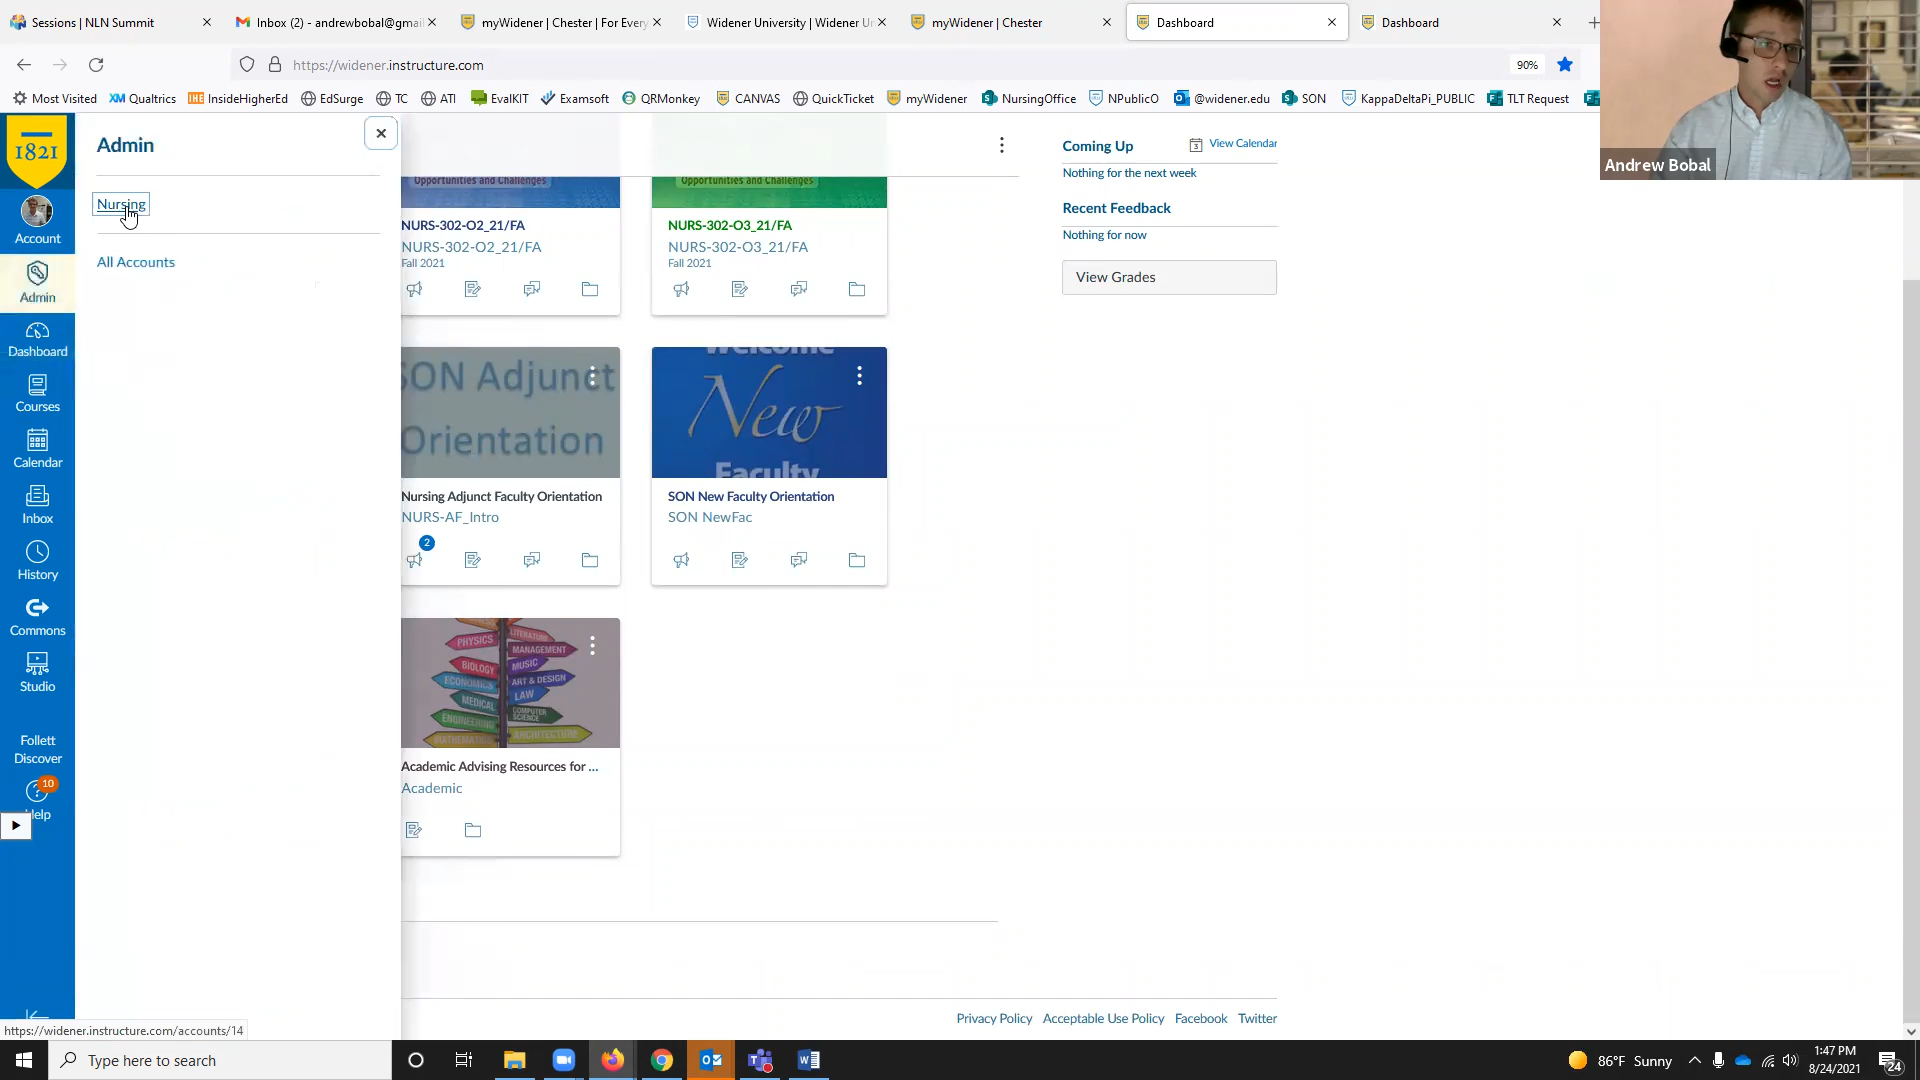 Sessions | NLN Summit
Inbox (2) - andrewbobal@gmai
myWidener | Chester | For Every
Widener University | Widener Un
myWidener | Chester
Dashboard
Dashboard
https://widener.instructure.com
90%
Most Visited
Qualtrics
InsideHigherEd
EdSurge
TC
ATI
EvalKIT
Examsoft
QRMonkey
CANVAS
QuickTicket
myWidener
NursingOffice
NPublicO
@widener.edu
SON
KappaDeltaPi_PUBLIC
TLT Request
Andrew Bobal
1821
Account
Admin
Dashboard
Courses
Calendar
Inbox
History
Commons
Studio
Follett
Discover
10
Help
Admin
Nursing
All Accounts
Opportunities and Challenges
NURS-302-O2_21/FA
NURS-302-O2_21/FA
Fall 2021
Opportunities and Challenges
NURS-302-O3_21/FA
NURS-302-O3_21/FA
Fall 2021
SON Adjunct
Orientation
Nursing Adjunct Faculty Orientation
NURS-AF_Intro
2
Welcome
New
Faculty
SON New Faculty Orientation
SON NewFac
PHYSICS
LITERATURE
MANAGEMENT
BIOLOGY
MUSIC
ECONOMICS
ART & DESIGN
LAW
MEDICAL
COMPUTER
SCIENCE
ENGINEERING
MATHEMATICS
ARCHITECTURE
Academic Advising Resources for ...
Academic
Coming Up
View Calendar
Nothing for the next week
Recent Feedback
Nothing for now
View Grades
Privacy Policy
Acceptable Use Policy
Facebook
Twitter
https://widener.instructure.com/accounts/14
Type here to search
86°F Sunny
1:47 PM
8/24/2021
24